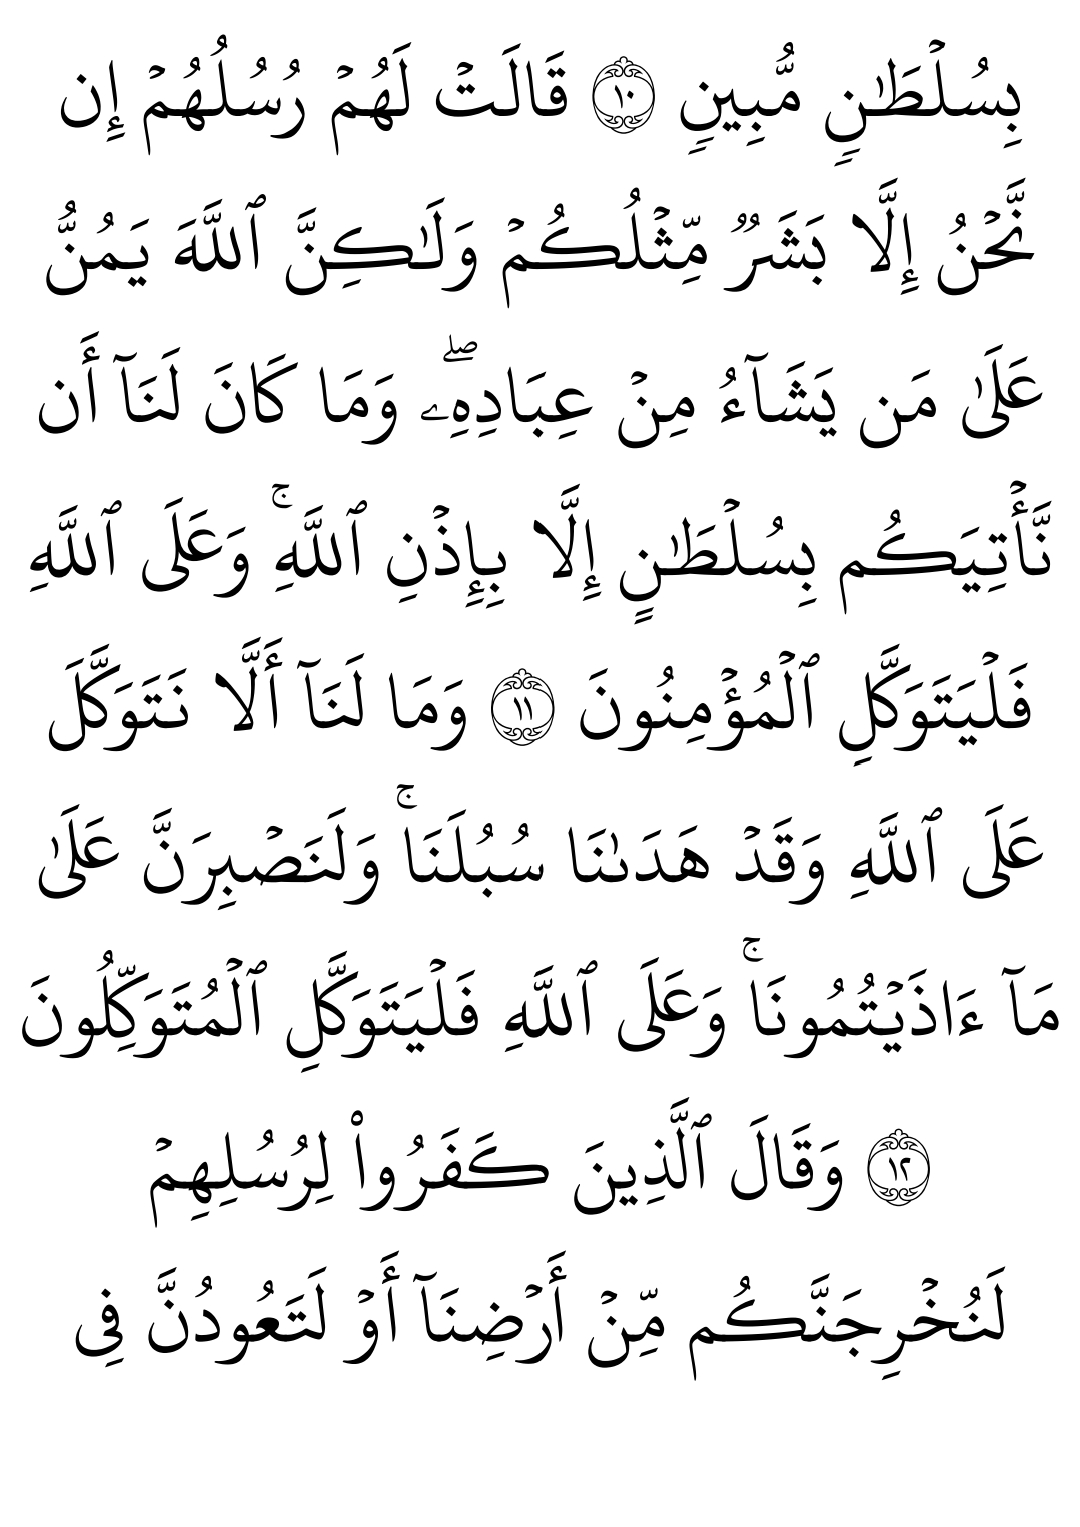 بِسُلۡطَٰنٖ مُّبِينٖ ١٠ قَالَتۡ لَهُمۡ رُسُلُهُمۡ إِن
نَّحۡنُ إِلَّا بَشَرٞ مِّثۡلُكُمۡ وَلَٰكِنَّ ٱللَّهَ يَمُنُّ
عَلَىٰ مَن يَشَآءُ مِنۡ عِبَادِهِۦۖ وَمَا كَانَ لَنَآ أَن
نَّأۡتِيَكُم بِسُلۡطَٰنٍ إِلَّا بِإِذۡنِ ٱللَّهِۚ وَعَلَى ٱللَّهِ
فَلۡيَتَوَكَّلِ ٱلۡمُؤۡمِنُونَ ١١ وَمَا لَنَآ أَلَّا نَتَوَكَّلَ
عَلَى ٱللَّهِ وَقَدۡ هَدَىٰنَا سُبُلَنَاۚ وَلَنَصۡبِرَنَّ عَلَىٰ
مَآ ءَاذَيۡتُمُونَاۚ وَعَلَى ٱللَّهِ فَلۡيَتَوَكَّلِ ٱلۡمُتَوَكِّلُونَ
١٢ وَقَالَ ٱلَّذِينَ كَفَرُواْ لِرُسُلِهِمۡ
لَنُخۡرِجَنَّكُم مِّنۡ أَرۡضِنَآ أَوۡ لَتَعُودُنَّ فِي